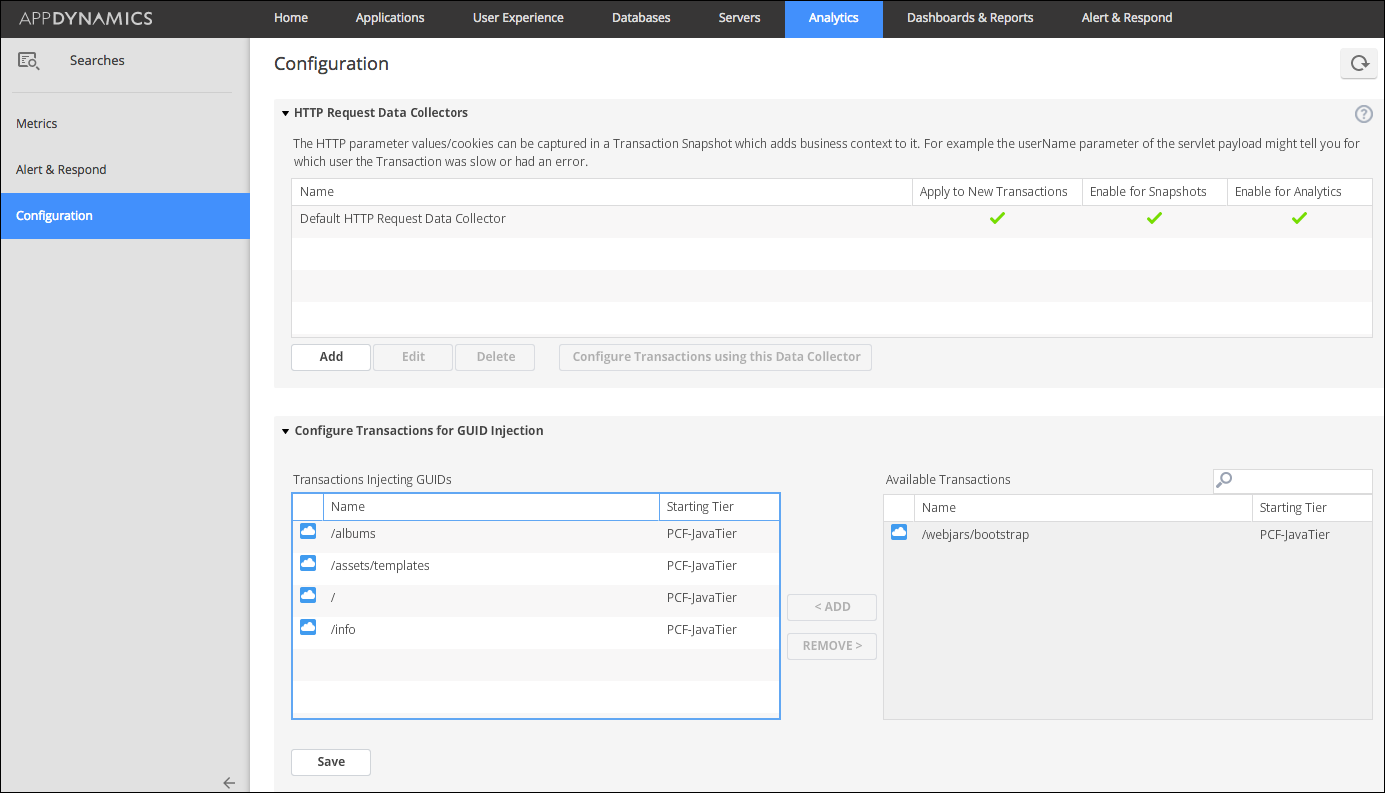 APPDYNAMICS
Home Applications User Experience Databases Servers Analytics Dashboards & Reports Alert & Respond
Searches
Metrics
Alert & Respond
Configuration
Configuration
HTTP Request Data Collectors
The HTTP parameter values/cookies can be captured in a Transaction Snapshot which adds business context to it. For example the userName parameter of the servlet payload might tell you for
which user the Transaction was slow or had an error.
Name Apply to New Transactions Enable for Snapshots Enable for Analytics
Default HTTP Request Data Collector
Add Edit Delete Configure Transactions using this Data Collector
Configure Transactions for GUID Injection
Transactions Injecting GUIDs
Name Starting Tier
/albums PCF-JavaTier
/assets/templates PCF-JavaTier
/ PCF-JavaTier
/info PCF-JavaTier
< ADD
REMOVE >
Available Transactions
Name Starting Tier
/webjars/bootstrap PCF-JavaTier
Save